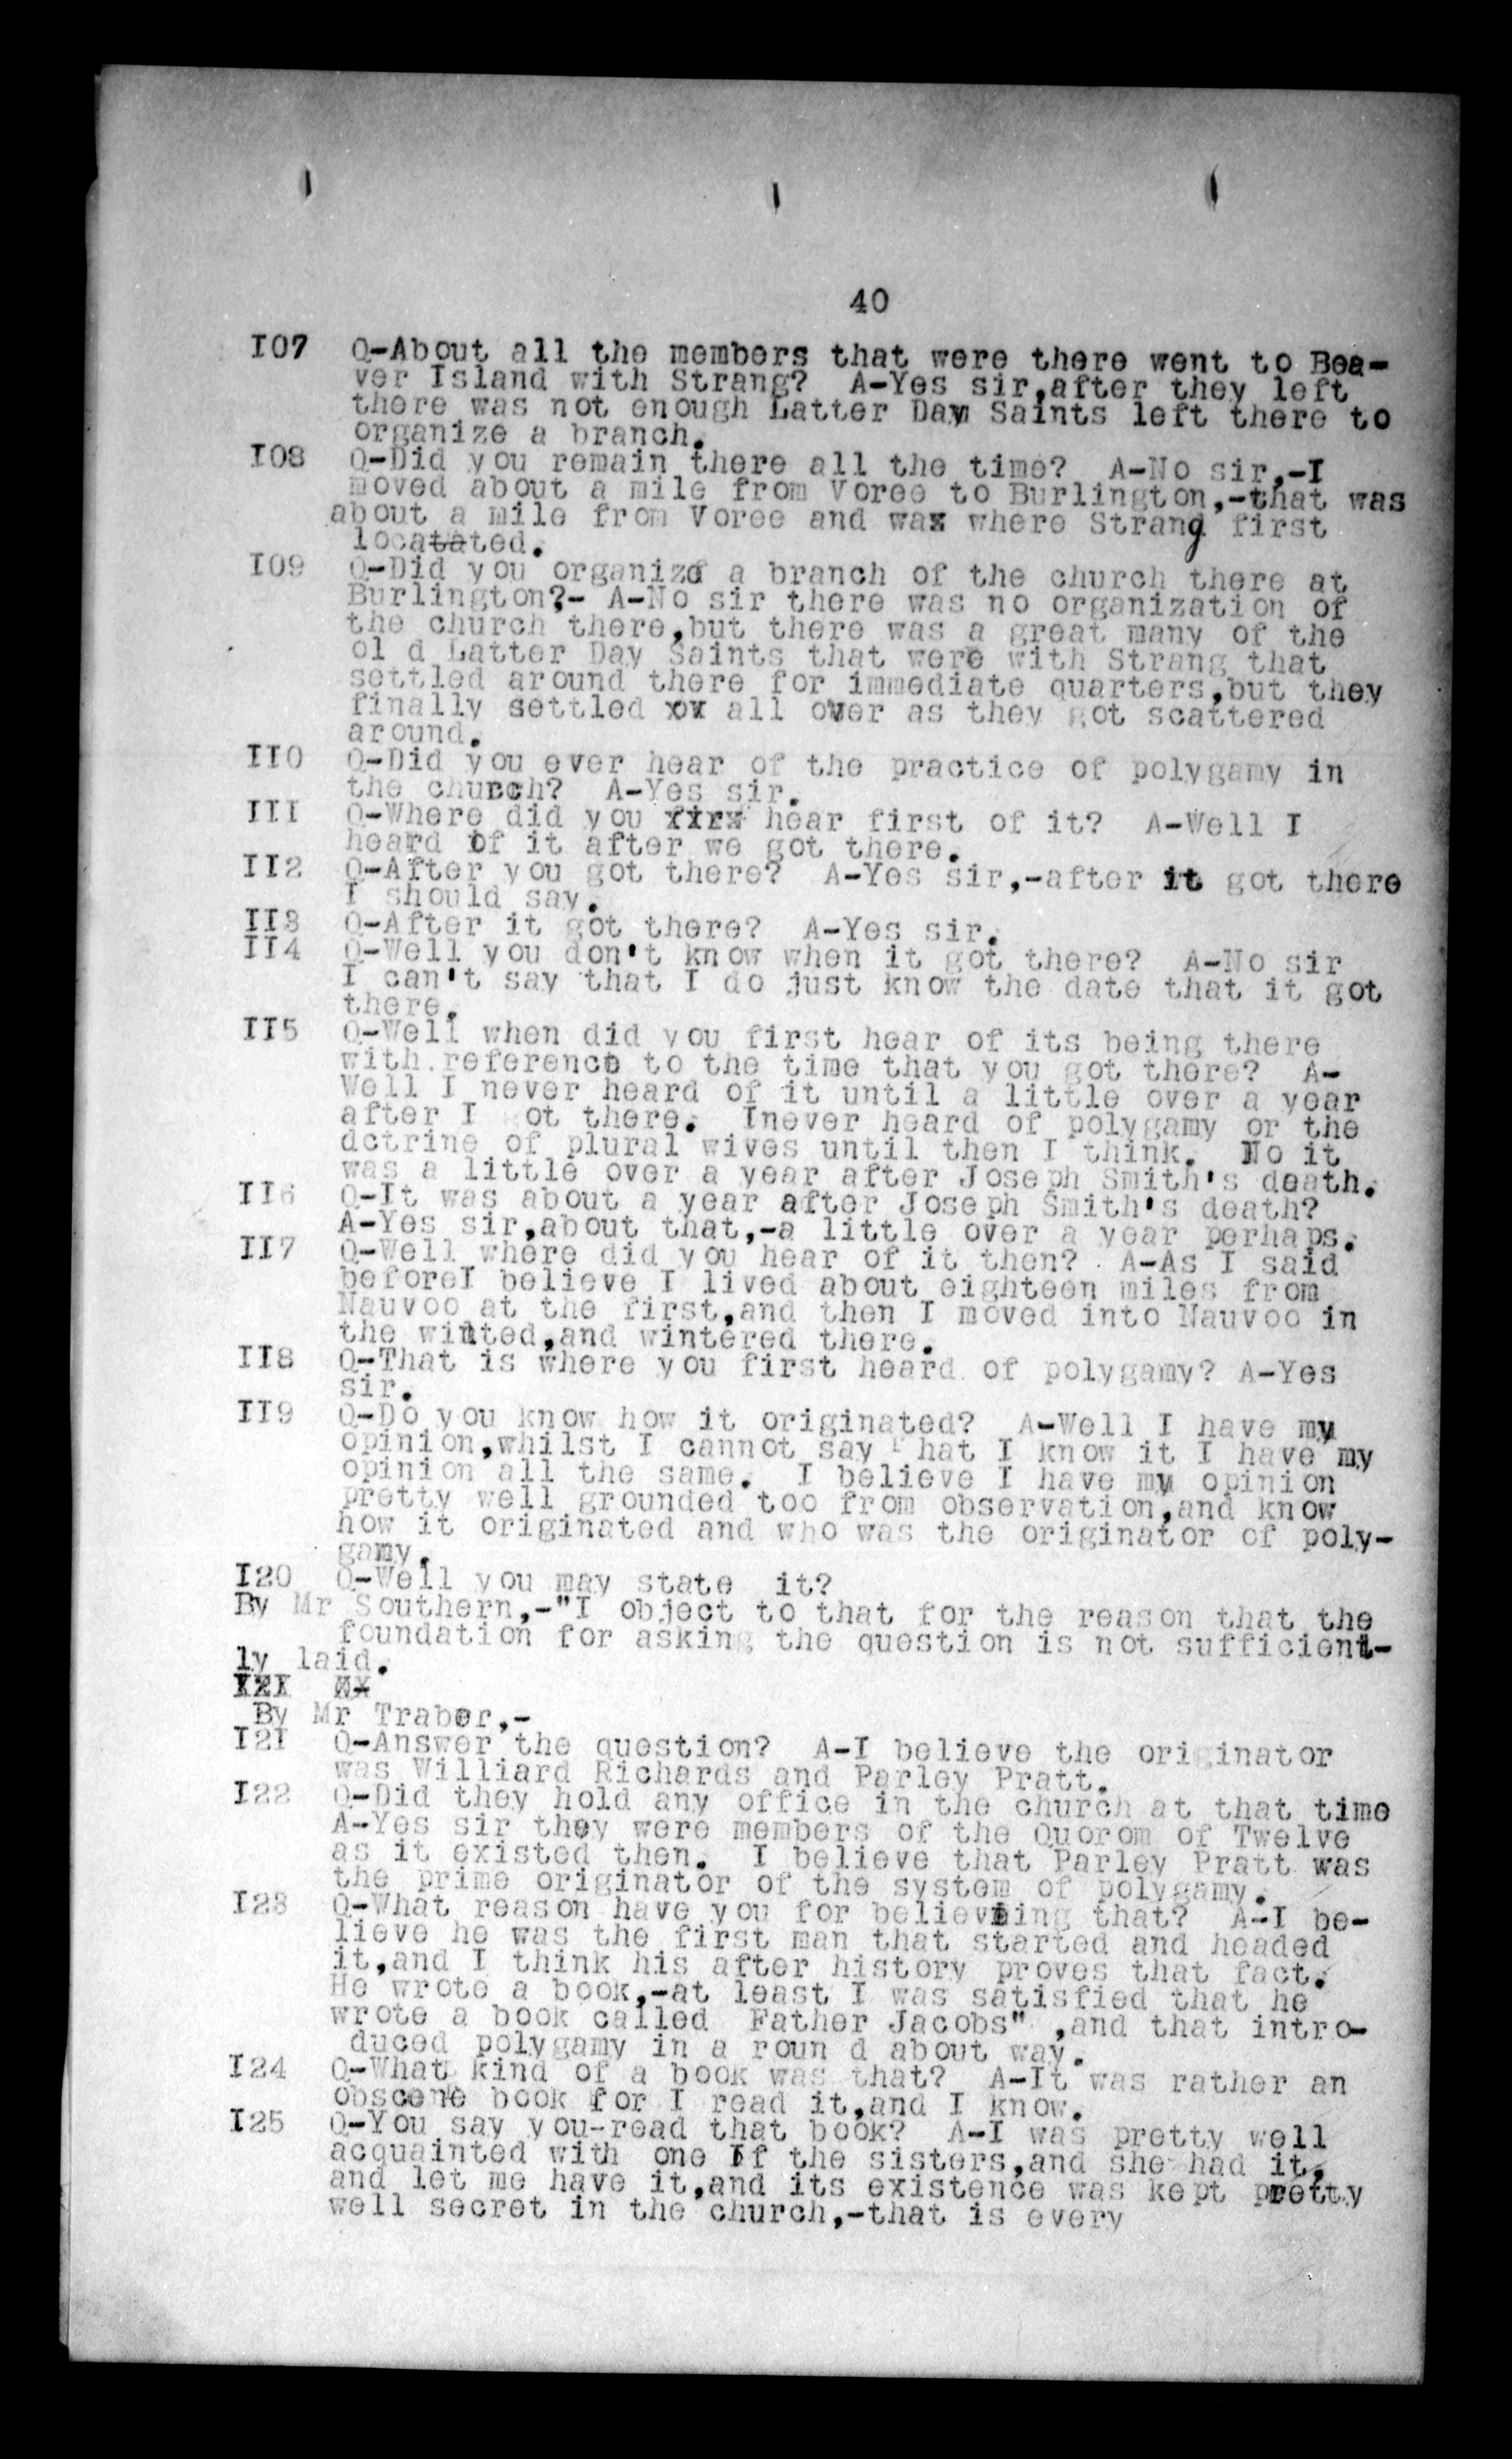 40
I07 Q-About all the members that were there went to Bea-
ver Island with Strang? A-Yes sir,after they left
there was not enough Latter Day Saints left there to
organize a branch.
I08 Q-Did you remain there all the time? A-No sir,-I
moved about a mile from Voree to Burlington,-that was
about a mile from Voree and was where Strang first
locatated.
I09 Q-Did you organize a branch of the church there at
Burlington?- A-No sir there was no organization of
the church there,but there was a great many of the
ol d Latter Day Saints that were with Strang that
settled around there for immediate quarters,but they
finally settled xx all over as they got scattered
around.
II0 Q-Did you ever hear of the practice of polygamy in
the church? A-Yes sir.
III Q-Where did you firx hear first of it? A-Well I
heard of it after we got there.
II2 Q-After you got there? A-Yes sir,-after it got there
I should say.
II3 Q-After it got there? A-Yes sir.
II4 Q-Well you don't know when it got there? A-No sir
I can't say that I do just know the date that it got
there.
II5 Q-Well when did you first hear of its being there
with reference to the time that you got there? A-
Well I never heard of it until a little over a year
after I ot there. Inever heard of polygamy or the
dctrine of plural wives until then I think. No it
was a little over a year after Joseph Smith's death.
II6 Q-It was about a year after Joseph Smith's death?
A-Yes sir,about that,-a little over a year perhaps.
II7 Q-Well where did you hear of it then? A-As I said
beforeI believe I lived about eighteen miles from
Nauvoo at the first,and then I moved into Nauvoo in
the winted,and wintered there.
II8 Q-That is where you first heard of polygamy? A-Yes
sir.
II9 Q-Do you know how it originated? A-Well I have my
opinion,whilst I cannot say that I know it I have my
opinion all the same. I believe I have my opinion
pretty well grounded too from observation,and know
how it originated and who was the originator of poly-
gamy.
I20 Q-Well you may state it?
By Mr Southern,-"I object to that for the reason that the
foundation for asking the question is not sufficient-
ly laid.
By Mr Traber,-
I2I Q-Answer the question? A-I believe the originator
was Williard Richards and Parley Pratt.
I22 Q-Did they hold any office in the church at that time
A-Yes sir they were members of the Quorom of Twelve
as it existed then. I believe that Parley Pratt was
the prime originator of the system of polygamy.
I23 Q-What reason have you for believing that? A-I be-
lieve he was the first man that started and headed
it,and I think his after history proves that fact.
He wrote a book,-at least I was satisfied that he
wrote a book called Father Jacobs" ,and that intro-
duced polygamy in a roun d about way.
I24 Q-What kind of a book was that? A-It was rather an
obscene book for I read it,and I know.
I25 Q-You say you-read that book? A-I was pretty well
acquainted with one of the sisters,and she had it,
and let me have it,and its existence was kept pretty
well secret in the church,-that is every